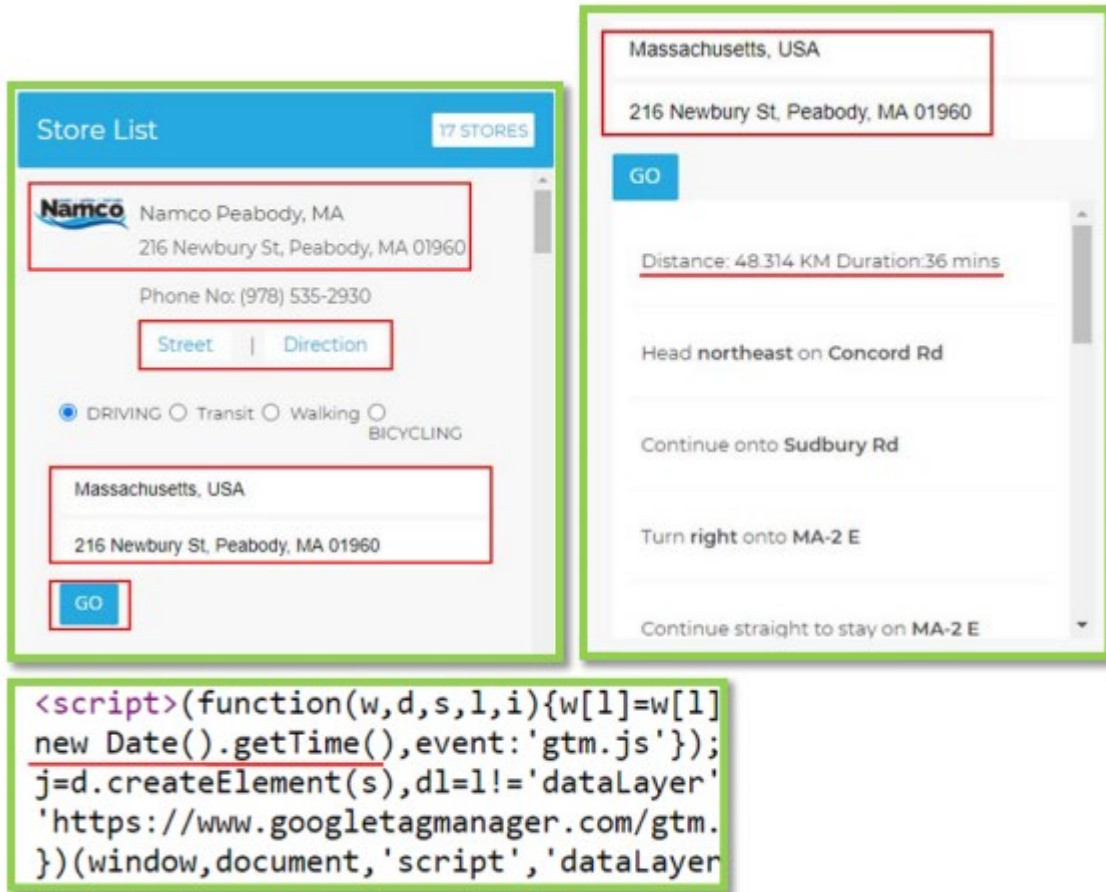 Store List
17 STORES
Namco
Namco Peabody, MA
216 Newbury St, Peabody, MA 01960
Phone No: (978) 535-2930
Street | Direction
DRIVING Transit Walking
BICYCLING
Massachusetts, USA
216 Newbury St, Peabody, MA 01960
GO
Massachusetts, USA
216 Newbury St, Peabody, MA 01960
GO
Distance: 48.314 KM Duration:36 mins
Head northeast on Concord Rd
Continue onto Sudbury Rd
Turn right onto MA-2 E
Continue straight to stay on MA-2 E
<script>(function(w,d,s,l,i){w[l]=w[l]
new Date().getTime(),event:'gtm.js'});
j=d.createElement(s),dl=l!='dataLayer'
'https://www.googletagmanager.com/gtm.
})(window,document,'script','dataLayer